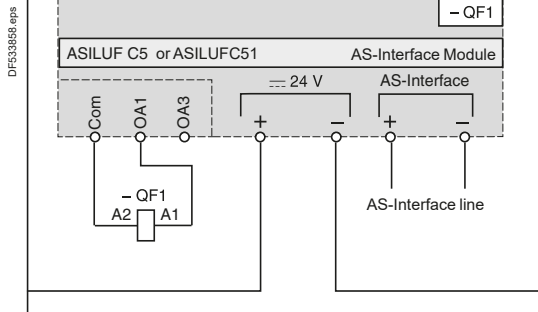 DF533858.eps
– QF1
ASILUF C5 or ASILUFC51 AS-Interface Module
24 V AS-Interface
Com OA1 OA3
+ – + –
AS-Interface line
– QF1
A2 A1